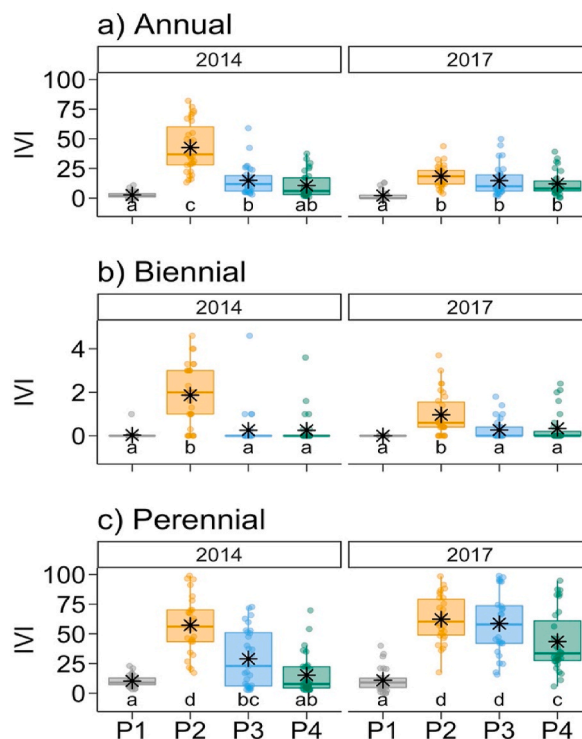 a) Annual
2014 2017
100
75
50
25
0
IVI
a c b ab a b b b
b) Biennial
2014 2017
4
2
0
IVI
a b a a a b a a
c) Perennial
2014 2017
100
75
50
25
0
IVI
a d bc ab a d d c
P1 P2 P3 P4 P1 P2 P3 P4